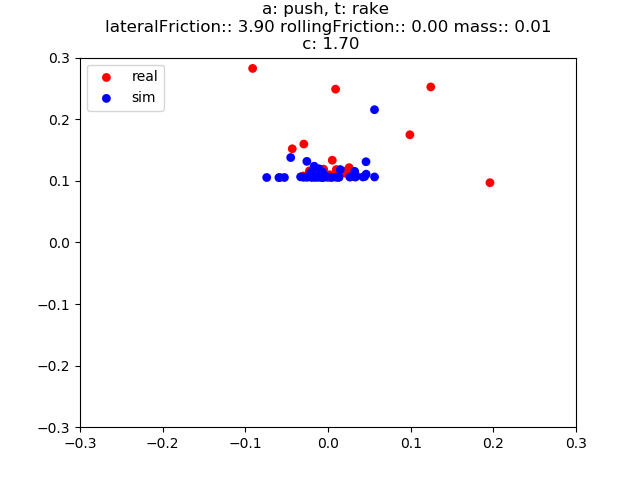 a: push, t: rake
lateralFriction:: 3.90 rollingFriction:: 0.00 mass:: 0.01
c: 1.70
real
sim
0.3
0.2
0.1
0.0
−0.1
−0.2
−0.3
−0.3 −0.2 −0.1 0.0 0.1 0.2 0.3